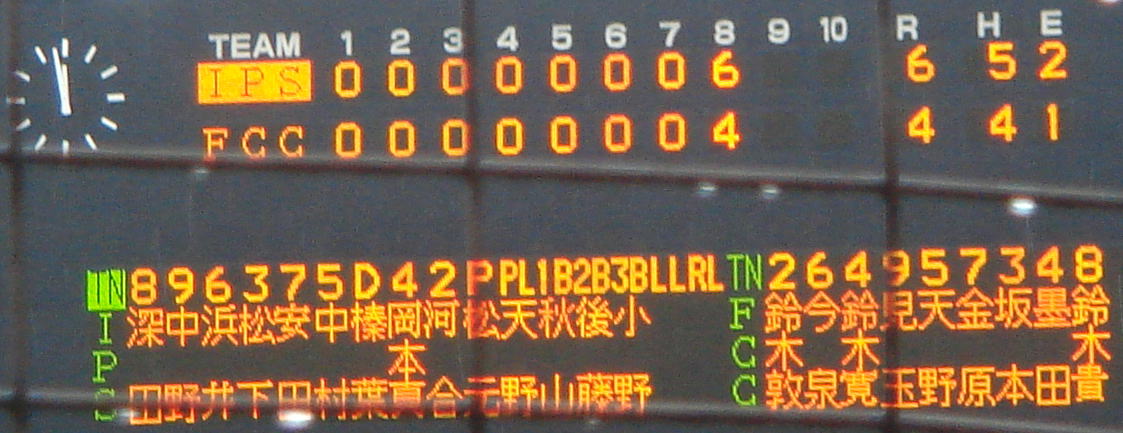 TEAM 1 2 3 4 5 6 7 8 9 10 R H E
IPS 0 0 0 0 0 0 0 6 6 5 2
FCC 0 0 0 0 0 0 0 4 4 4 1
TN 8 9 6 3 7 5 D 4 2 P PL 1B 2B 3B LL RL TN 2 6 4 9 5 7 3 4 8
I 深中浜松安中榛岡河松天秋後小 F 鈴今鈴見天金坂墨鈴
P 本 C 木 木 木
S 田野井下田村葉真合元野山藤野 C 敦泉寛玉野原本田貴